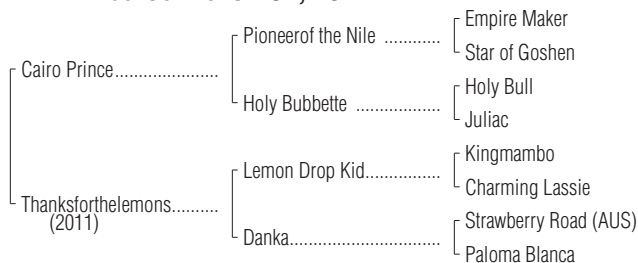 Pioneerof the Nile ............
Empire Maker
Star of Goshen
Cairo Prince......................
Holy Bubbette ..................
Holy Bull
Juliac
Thanksforthelemons..........
(2011)
Lemon Drop Kid................
Kingmambo
Charming Lassie
Danka................................
Strawberry Road (AUS)
Paloma Blanca